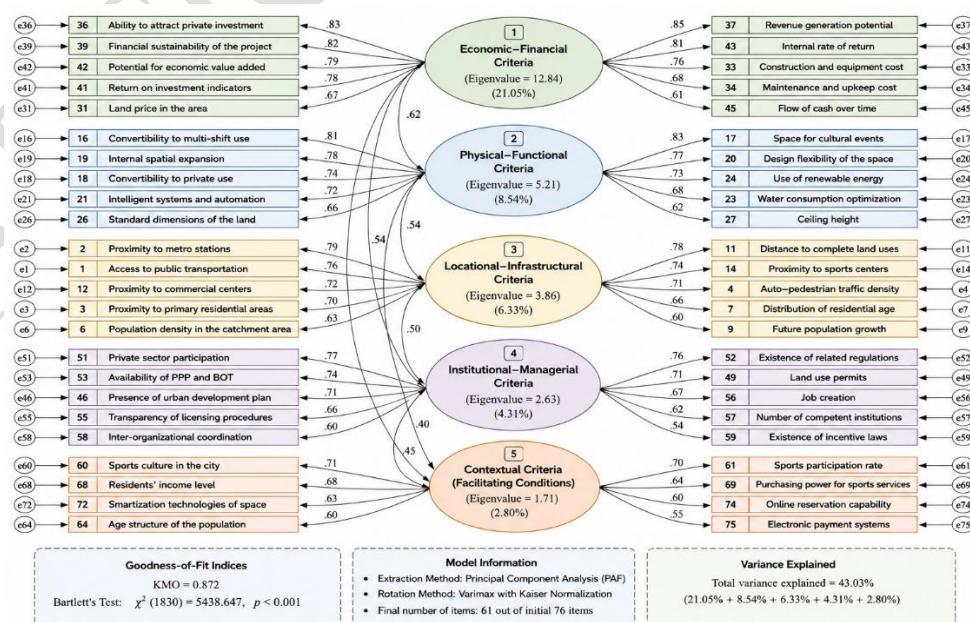 e36 36 Ability to attract private investment .83
e39 39 Financial sustainability of the project .82
e42 42 Potential for economic value added .79
e41 41 Return on investment indicators .78
e31 31 Land price in the area .67
1
Economic–Financial
Criteria
(Eigenvalue = 12.84)
(21.05%)
.85 37 Revenue generation potential e37
.81 43 Internal rate of return e43
.76 33 Construction and equipment cost e33
.68 34 Maintenance and upkeep cost e34
.61 45 Flow of cash over time e45
.62
e16 16 Convertibility to multi-shift use .81
e19 19 Internal spatial expansion .78
e18 18 Convertibility to private use .74
e21 21 Intelligent systems and automation .72
e26 26 Standard dimensions of the land .66
2
Physical–Functional
Criteria
(Eigenvalue = 5.21)
(8.54%)
.83 17 Space for cultural events e17
.77 20 Design flexibility of the space e20
.73 24 Use of renewable energy e24
.68 23 Water consumption optimization e23
.62 27 Ceiling height e27
.54
.54
e2 2 Proximity to metro stations .79
e1 1 Access to public transportation .76
e12 12 Proximity to commercial centers .72
e3 3 Proximity to primary residential areas .70
e6 6 Population density in the catchment area .63
3
Locational–Infrastructural
Criteria
(Eigenvalue = 3.86)
(6.33%)
.78 11 Distance to complete land uses e11
.74 14 Proximity to sports centers e14
.71 4 Auto–pedestrian traffic density e4
.66 7 Distribution of residential age e7
.60 9 Future population growth e9
.50
e51 51 Private sector participation .77
e53 53 Availability of PPP and BOT .74
e46 46 Presence of urban development plan .71
e55 55 Transparency of licensing procedures .66
e58 58 Inter-organizational coordination .60
4
Institutional–Managerial
Criteria
(Eigenvalue = 2.63)
(4.31%)
.76 52 Existence of related regulations e52
.71 49 Land use permits e49
.67 56 Job creation e56
.62 57 Number of competent institutions e57
.54 59 Existence of incentive laws e59
.40
.45
e60 60 Sports culture in the city .71
e68 68 Residents' income level .68
e72 72 Smartization technologies of space .63
e64 64 Age structure of the population .60
5
Contextual Criteria
(Facilitating Conditions)
(Eigenvalue = 1.71)
(2.80%)
.70 61 Sports participation rate e61
.64 69 Purchasing power for sports services e69
.60 74 Online reservation capability e74
.55 75 Electronic payment systems e75
Goodness-of-Fit Indices
KMO = 0.872
Bartlett's Test: χ² (1830) = 5438.647, p < 0.001
Model Information
• Extraction Method: Principal Component Analysis (PAF)
• Rotation Method: Varimax with Kaiser Normalization
• Final number of items: 61 out of initial 76 items
Variance Explained
Total variance explained = 43.03%
(21.05% + 8.54% + 6.33% + 4.31% + 2.80%)